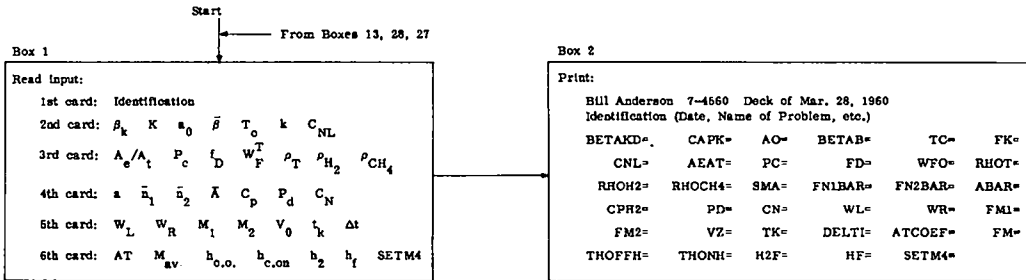 Start
From Boxes 13, 28, 27
Box 1
Read Input:
1st card: Identification
2nd card: β_k K a_0 β̄ T_o k C_NL
3rd card: A_e/A_t P_c f_D W_F^T ρ_T ρ_H_2 ρ_CH_4
4th card: a n̄_1 n̄_2 Ā C_p P_d C_N
5th card: W_L W_R M_1 M_2 V_0 t_k Δt
6th card: AT M_av. h_o.o. h_c.on h_2 h_f SETM4
Box 2
Print:
Bill Anderson 7-4560 Deck of Mar. 28, 1960
Identification (Date, Name of Problem, etc.)
BETAKD= CAPK= AO= BETAB= TC= FK=
CNL= AEAT= PC= FD= WFO= RHOT=
RHOH2= RHOCH4= SMA= FN1BAR= FN2BAR= ABAR=
CPH2= PD= CN= WL= WR= FM1=
FM2= VZ= TK= DELTI= ATCOEF= FM=
THOFFH= THONH= H2F= HF= SETM4=